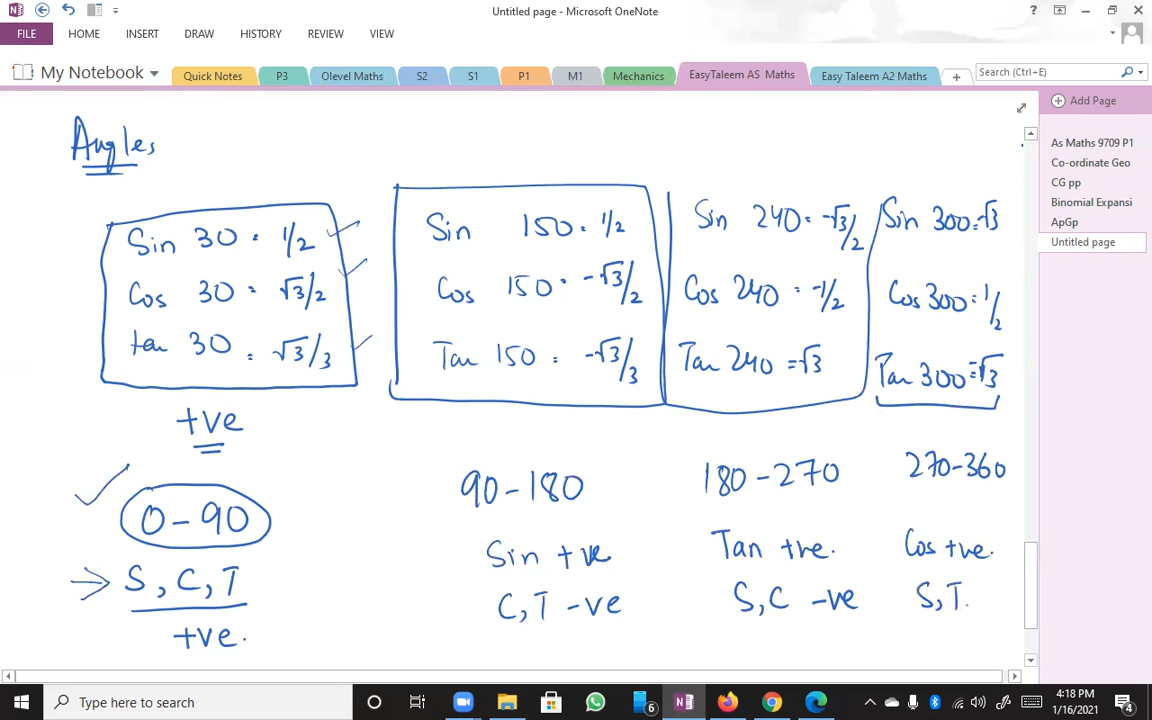 Untitled page - Microsoft OneNote
FILE HOME INSERT DRAW HISTORY REVIEW VIEW
My Notebook
Quick Notes P3 Olevel Maths S2 S1 P1 M1 Mechanics EasyTaleem AS Maths Easy Taleem A2 Maths
Search (Ctrl+E)
Add Page
As Maths 9709 P1
Co-ordinate Geo
CG pp
Binomial Expansi
ApGp
Untitled page
Angles
Sin 30 = 1/2
Cos 30 = √3/2
tan 30 = √3/3
+ve
0-90
S, C, T
+ve.
Sin 150 = 1/2
Cos 150 = -√3/2
Tan 150 = -√3/3
90-180
Sin +ve
C, T -ve
Sin 240 = -√3/2
Cos 240 = -1/2
Tan 240 = √3
180-270
Tan +ve.
S, C -ve
Sin 300 = √3
Cos 300 = 1/2
Tan 300 = -√3
270-360
Cos +ve.
S, T.
Type here to search
6
4:18 PM
1/16/2021
4